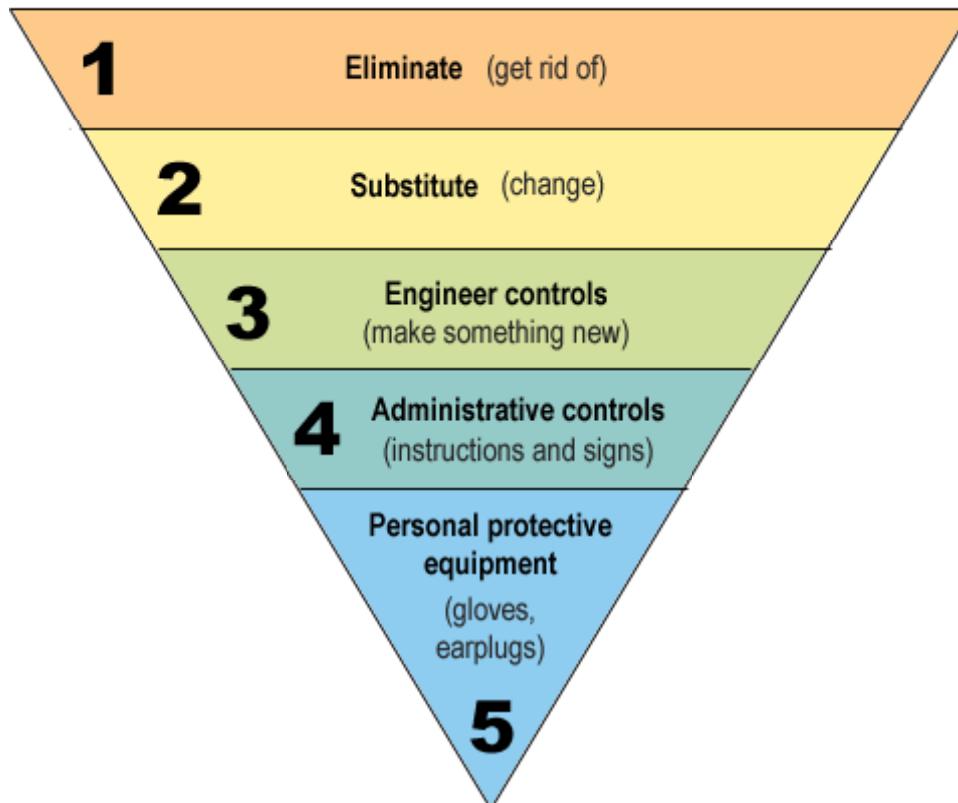 1 Eliminate (get rid of)
2 Substitute (change)
3 Engineer controls
(make something new)
4 Administrative controls
(instructions and signs)
Personal protective
equipment
(gloves,
earplugs)
5